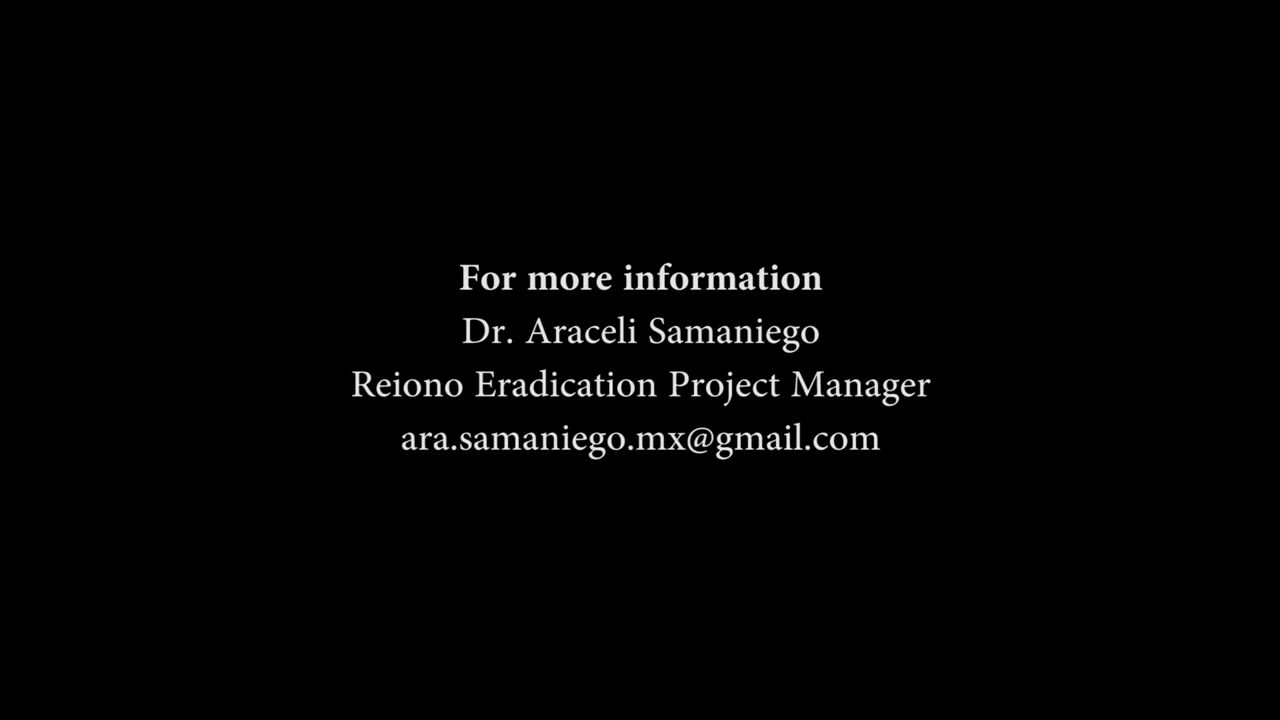 For more information
Dr. Araceli Samaniego
Reiono Eradication Project Manager
ara.samaniego.mx@gmail.com